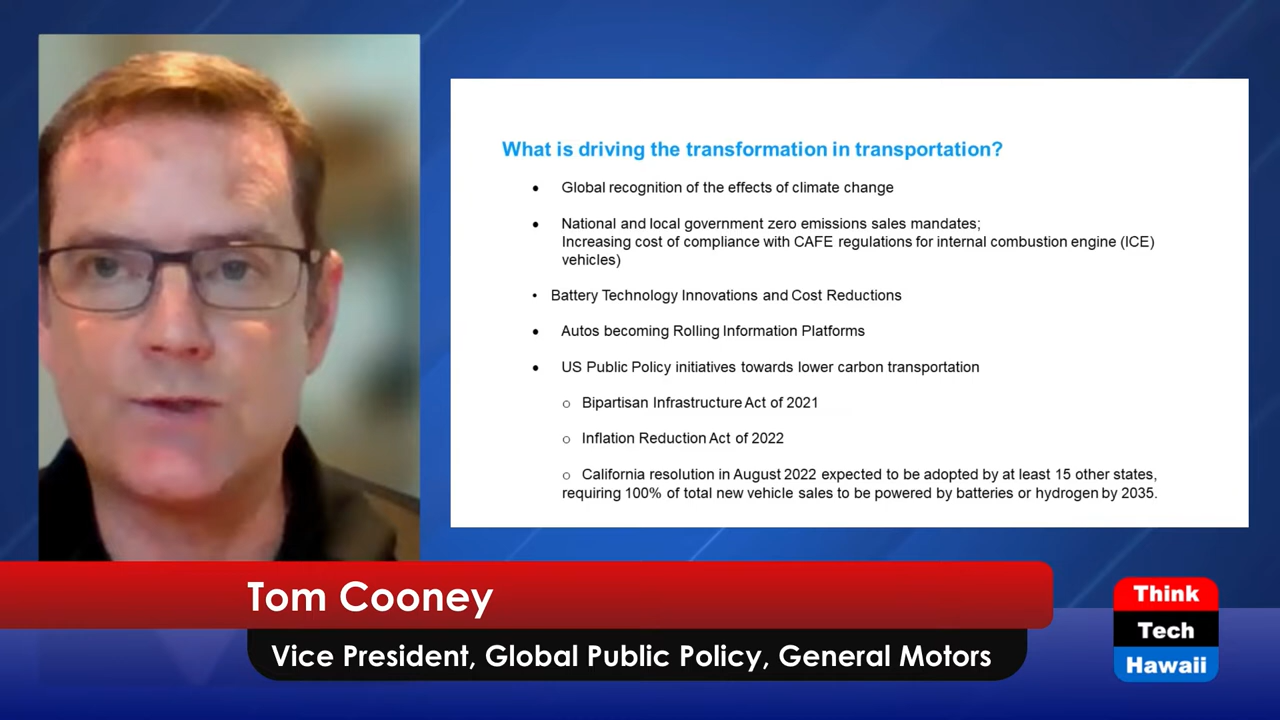 What is driving the transformation in transportation?
• Global recognition of the effects of climate change
• National and local government zero emissions sales mandates;
Increasing cost of compliance with CAFE regulations for internal combustion engine (ICE)
vehicles)
• Battery Technology Innovations and Cost Reductions
• Autos becoming Rolling Information Platforms
• US Public Policy initiatives towards lower carbon transportation
○ Bipartisan Infrastructure Act of 2021
○ Inflation Reduction Act of 2022
○ California resolution in August 2022 expected to be adopted by at least 15 other states,
requiring 100% of total new vehicle sales to be powered by batteries or hydrogen by 2035.
Tom Cooney
Vice President, Global Public Policy, General Motors
Think
Tech
Hawaii